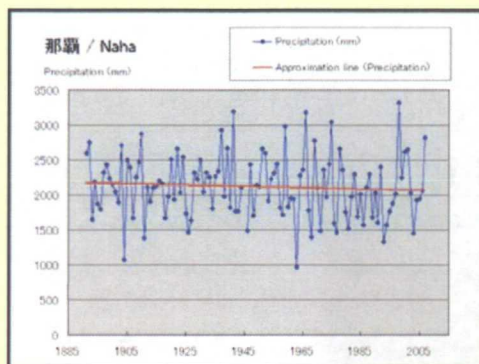 那覇 / Naha
Precipitation (mm)
Precipitation (mm)
Approximation line (Precipitation)
3500
3000
2500
2000
1500
1000
500
0
1885 1905 1925 1945 1965 1985 2005